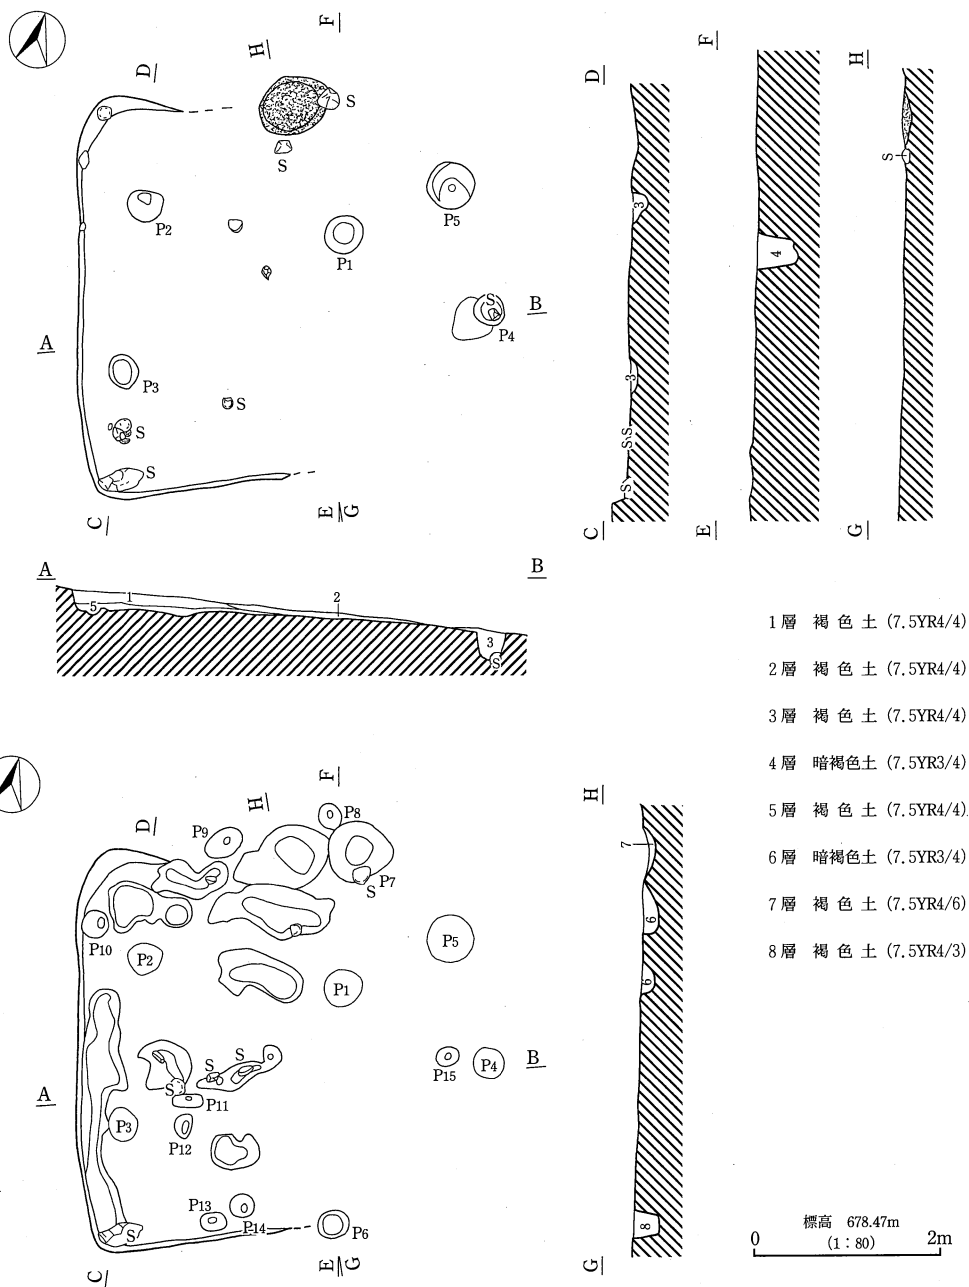 F
H
D
S
S
P2
P5
P1
S
B
P4
A
P3
S
S
S
C
E G
D
F
H
3
3
S
S
S
4
S
C
E
G
A
B
5
1
2
3
S
1層 褐色土 (7.5YR4/4)
2層 褐色土 (7.5YR4/4)
3層 褐色土 (7.5YR4/4)
4層 暗褐色土 (7.5YR3/4)
5層 褐色土 (7.5YR4/4)
6層 暗褐色土 (7.5YR3/4)
7層 褐色土 (7.5YR4/6)
8層 褐色土 (7.5YR4/3)
F
H
D
P9
P8
P7
S
P10
P2
P5
P1
S
S
S
P11
P15
P4
B
A
P3
P12
P13
P14
S
P6
C
E G
H
7
6
6
8
G
標高 678.47m
(1:80)
0 2m